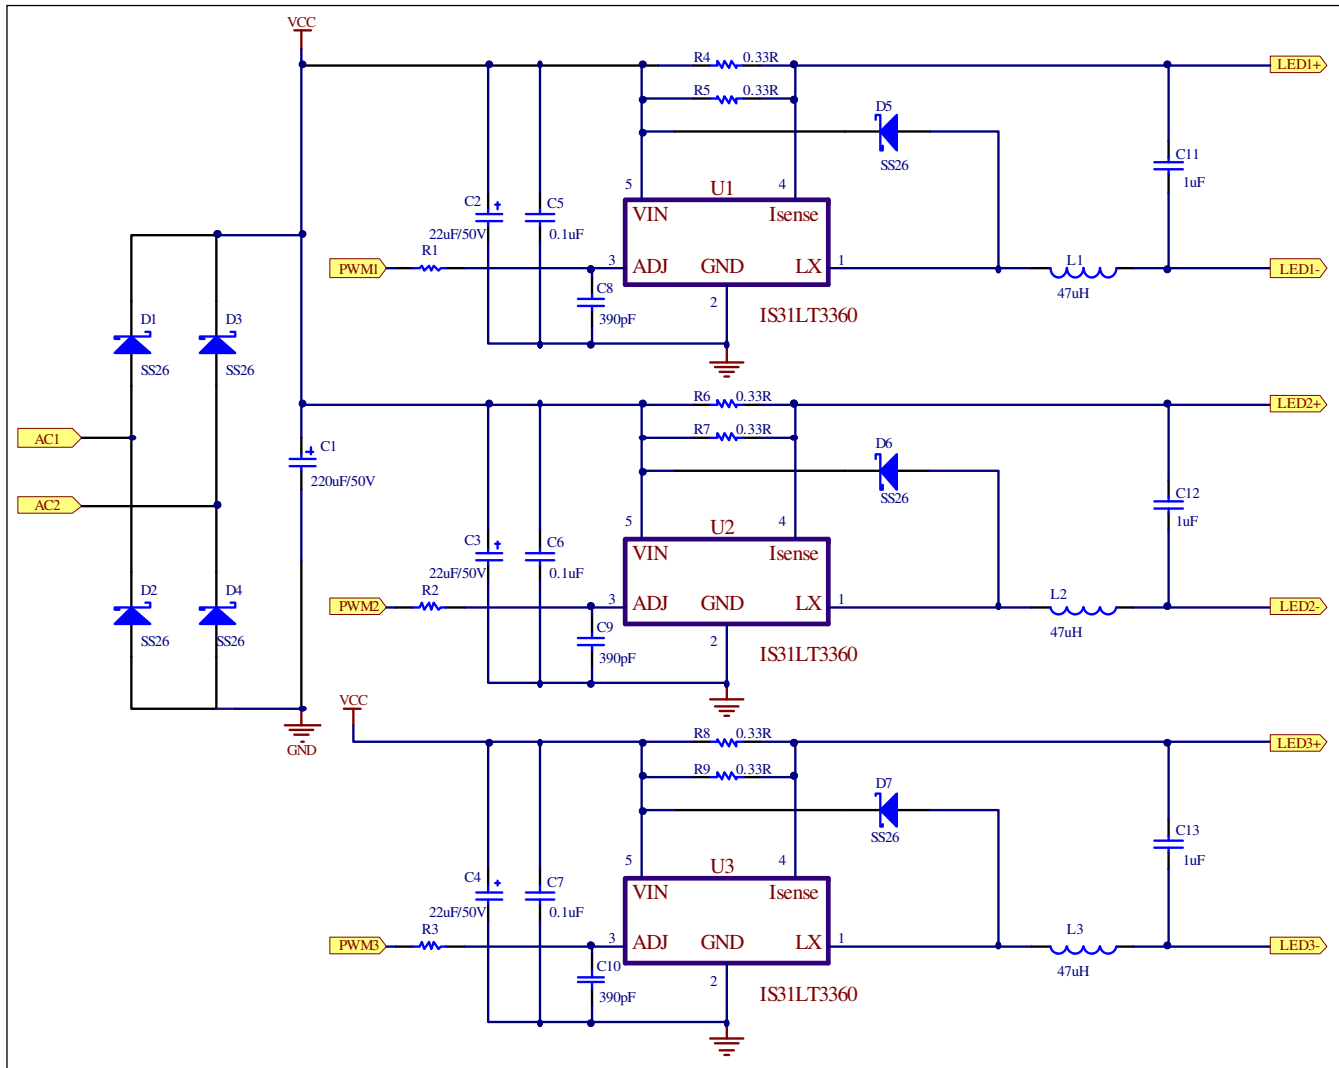 VCC
R4 0.33R
LED1+
R5 0.33R
D5
SS26
C11
1uF
5
U1
4
C2
22uF/50V
C5
0.1uF
VIN
Isense
R1
PWM1
3
ADJ
GND
LX
1
L1
47uH
LED1-
C8
390pF
2
IS31LT3360
D1
SS26
D3
SS26
R6 0.33R
LED2+
R7 0.33R
D6
SS26
AC1
C1
220uF/50V
AC2
C12
1uF
5
U2
4
C3
22uF/50V
C6
0.1uF
VIN
Isense
D2
SS26
D4
SS26
R2
PWM2
3
ADJ
GND
LX
1
L2
47uH
LED2-
C9
390pF
2
IS31LT3360
GND
VCC
R8 0.33R
LED3+
R9 0.33R
D7
SS26
C13
1uF
5
U3
4
C4
22uF/50V
C7
0.1uF
VIN
Isense
R3
PWM3
3
ADJ
GND
LX
1
L3
47uH
LED3-
C10
390pF
2
IS31LT3360